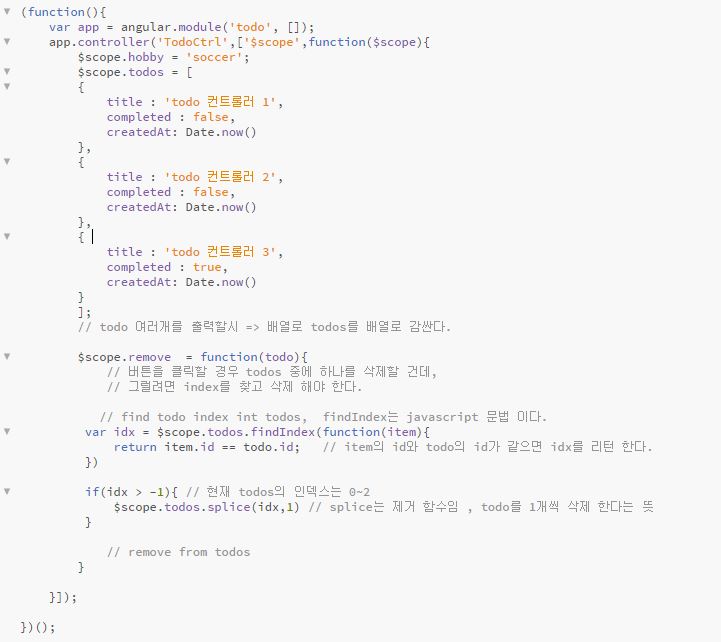 (function(){
    var app = angular.module('todo', []);
    app.controller('TodoCtrl',['$scope',function($scope){
        $scope.hobby = 'soccer';
        $scope.todos = [
        {
            title : 'todo 컨트롤러 1',
            completed : false,
            createdAt: Date.now()
        },
        {
            title : 'todo 컨트롤러 2',
            completed : false,
            createdAt: Date.now()
        },
        {
            title : 'todo 컨트롤러 3',
            completed : true,
            createdAt: Date.now()
        }
        ];
        // todo 여러개를 출력할시 => 배열로 todos를 배열로 감싼다.
        $scope.remove  = function(todo){
            // 버튼을 클릭할 경우 todos 중에 하나를 삭제할 건데,
            // 그럴려면 index를 찾고 삭제 해야 한다.
           // find todo index int todos,  findIndex는 javascript 문법 이다.
         var idx = $scope.todos.findIndex(function(item){
             return item.id == todo.id;   // item의 id와 todo의 id가 같으면 idx를 리턴 한다.
         })
         if(idx > -1){ // 현재 todos의 인덱스는 0~2
             $scope.todos.splice(idx,1) // splice는 제거 함수임 , todo를 1개씩 삭제 한다는 뜻
         }
            // remove from todos
        }
    }]);
})();